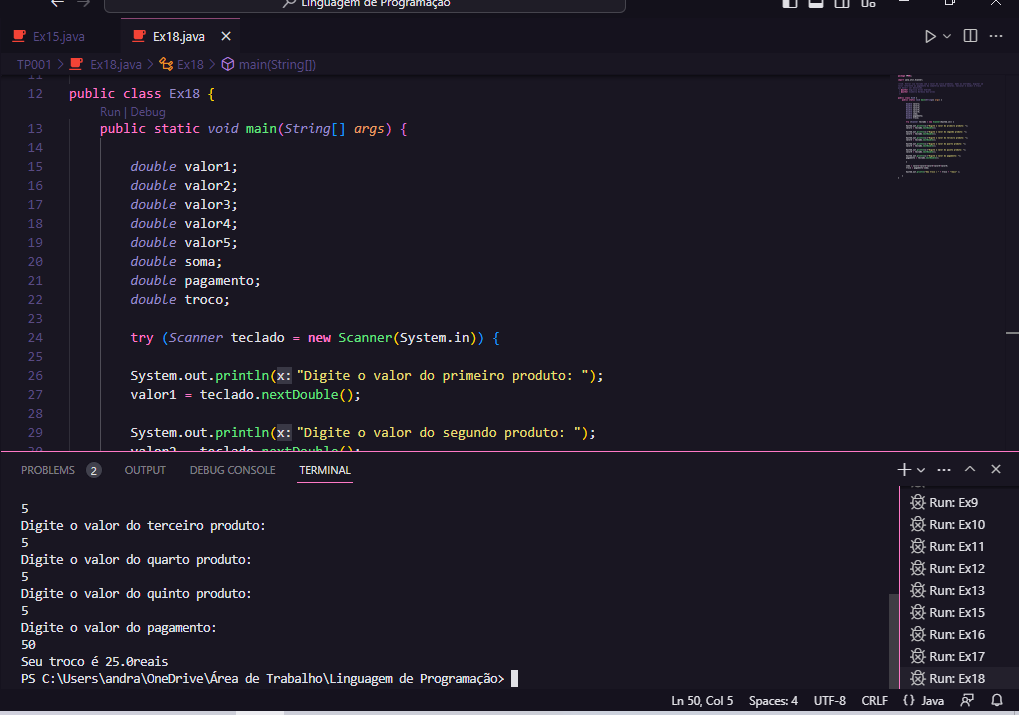 Linguagem de Programação
Ex15.java
Ex18.java
TP001 > Ex18.java > Ex18 > main(String[])
11
12 public class Ex18 {
Run | Debug
13 public static void main(String[] args) {
14
15 double valor1;
16 double valor2;
17 double valor3;
18 double valor4;
19 double valor5;
20 double soma;
21 double pagamento;
22 double troco;
23
24 try (Scanner teclado = new Scanner(System.in)) {
25
26 System.out.println(x: "Digite o valor do primeiro produto: ");
27 valor1 = teclado.nextDouble();
28
29 System.out.println(x: "Digite o valor do segundo produto: ");
30 valor2 = teclado.nextDouble();
PROBLEMS 2 OUTPUT DEBUG CONSOLE TERMINAL
5
Digite o valor do terceiro produto:
5
Digite o valor do quarto produto:
5
Digite o valor do quinto produto:
5
Digite o valor do pagamento:
50
Seu troco é 25.0reais
PS C:\Users\andra\OneDrive\Área de Trabalho\Linguagem de Programação>
Run: Ex9
Run: Ex10
Run: Ex11
Run: Ex12
Run: Ex13
Run: Ex15
Run: Ex16
Run: Ex17
Run: Ex18
Ln 50, Col 5 Spaces: 4 UTF-8 CRLF {} Java